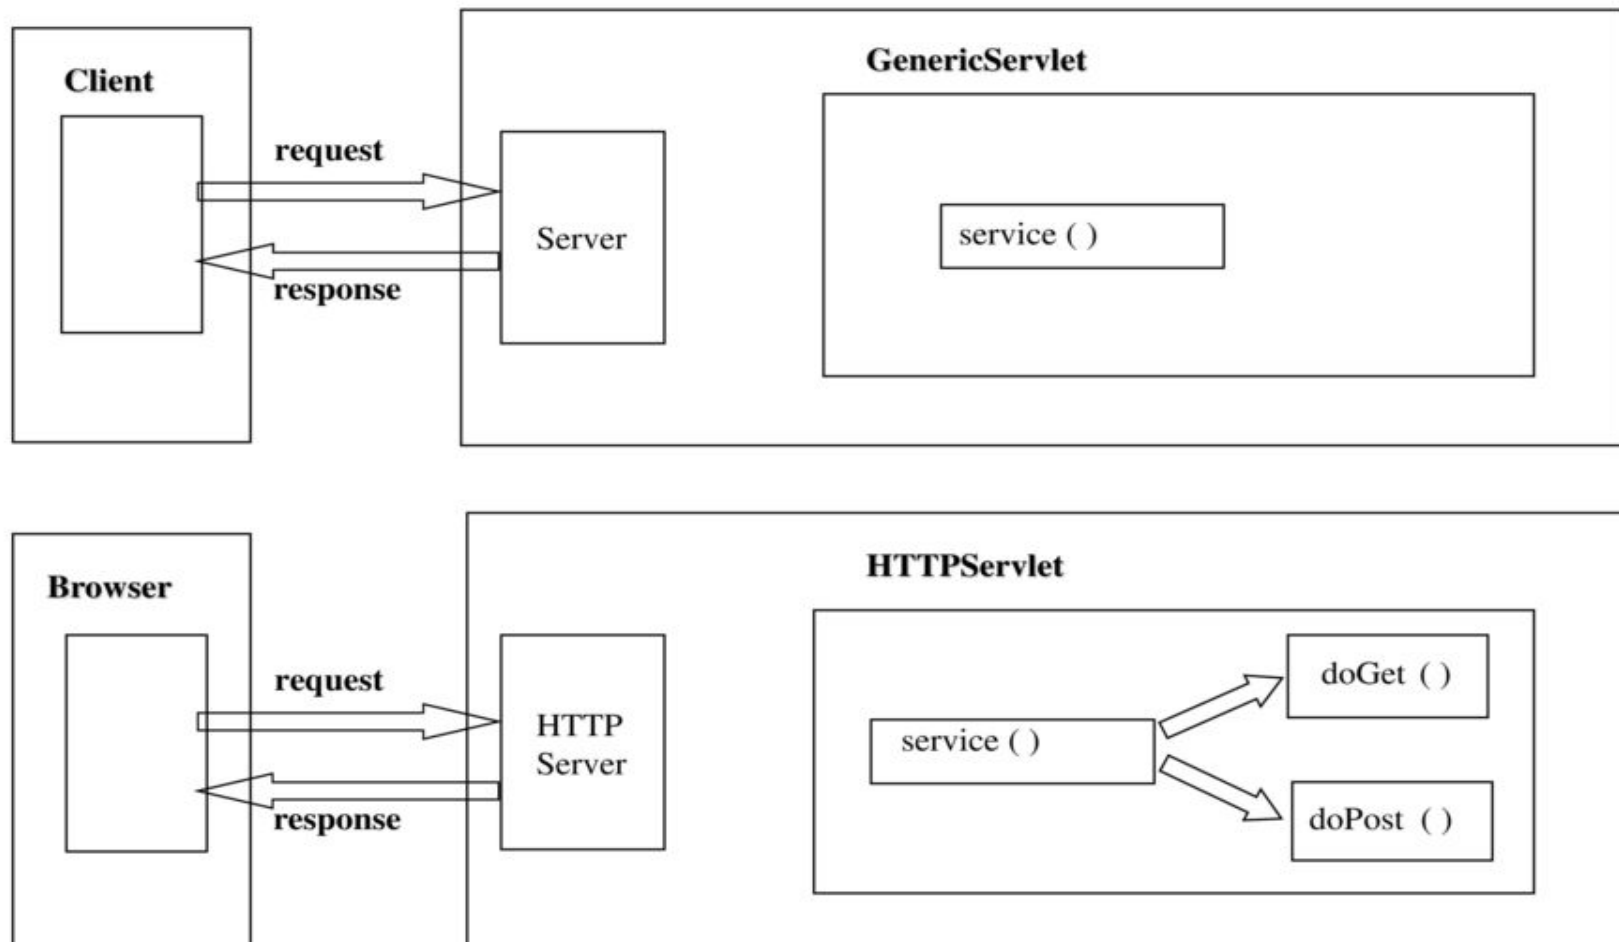 Client
request
response
Server
GenericServlet
service ( )
Browser
request
response
HTTP
Server
HTTPServlet
service ( )
doGet ( )
doPost ( )